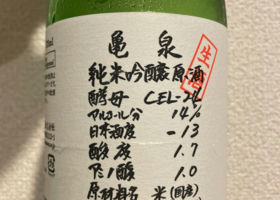 亀泉
生酒
純米吟醸原酒
酵母 CEL-24
アルコール分 14%
日本酒度 -13
酸度 1.7
アミノ酸 1.0
原材料名 米(国産)